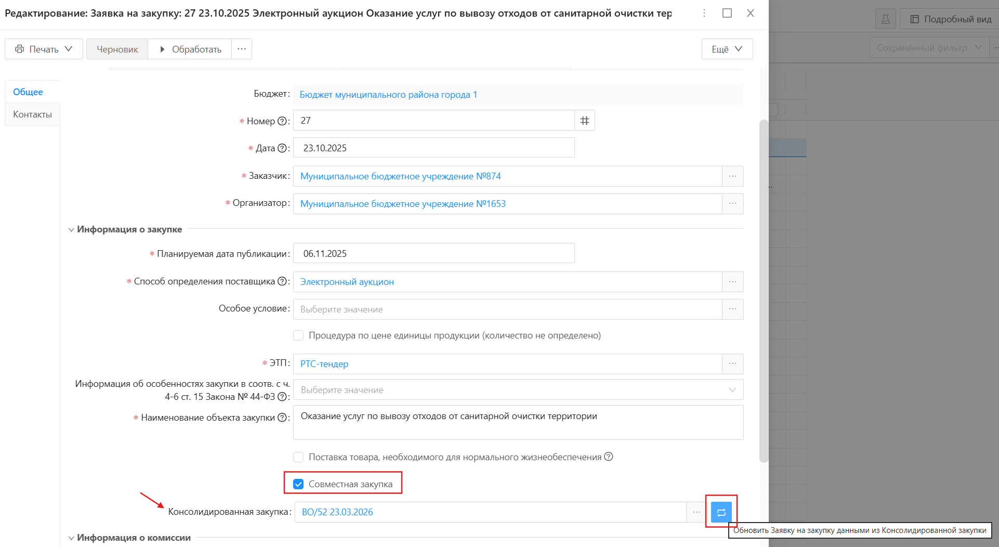 Редактирование: Заявка на закупку: 27 23.10.2025 Электронный аукцион Оказание услуг по вывозу отходов от санитарной очистки тер
Подробный вид
Печать
Черновик
Обработать
Ещё
Сохранённый фильтр
Общее
Контакты
Бюджет:
Бюджет муниципального района города 1
* Номер:
27
* Дата:
23.10.2025
* Заказчик:
Муниципальное бюджетное учреждение №874
* Организатор:
Муниципальное бюджетное учреждение №1653
Информация о закупке
* Планируемая дата публикации:
06.11.2025
* Способ определения поставщика:
Электронный аукцион
Особое условие:
Выберите значение
Процедура по цене единицы продукции (количество не определено)
* ЭТП:
РТС-тендер
Информация об особенностях закупки в соотв. с ч.
4-6 ст. 15 Закона № 44-ФЗ:
Выберите значение
* Наименование объекта закупки:
Оказание услуг по вывозу отходов от санитарной очистки территории
Поставка товара, необходимого для нормального жизнеобеспечения
Совместная закупка
Консолидированная закупка:
ВО/52 23.03.2026
Обновить Заявку на закупку данными из Консолидированной закупки
Информация о комиссии